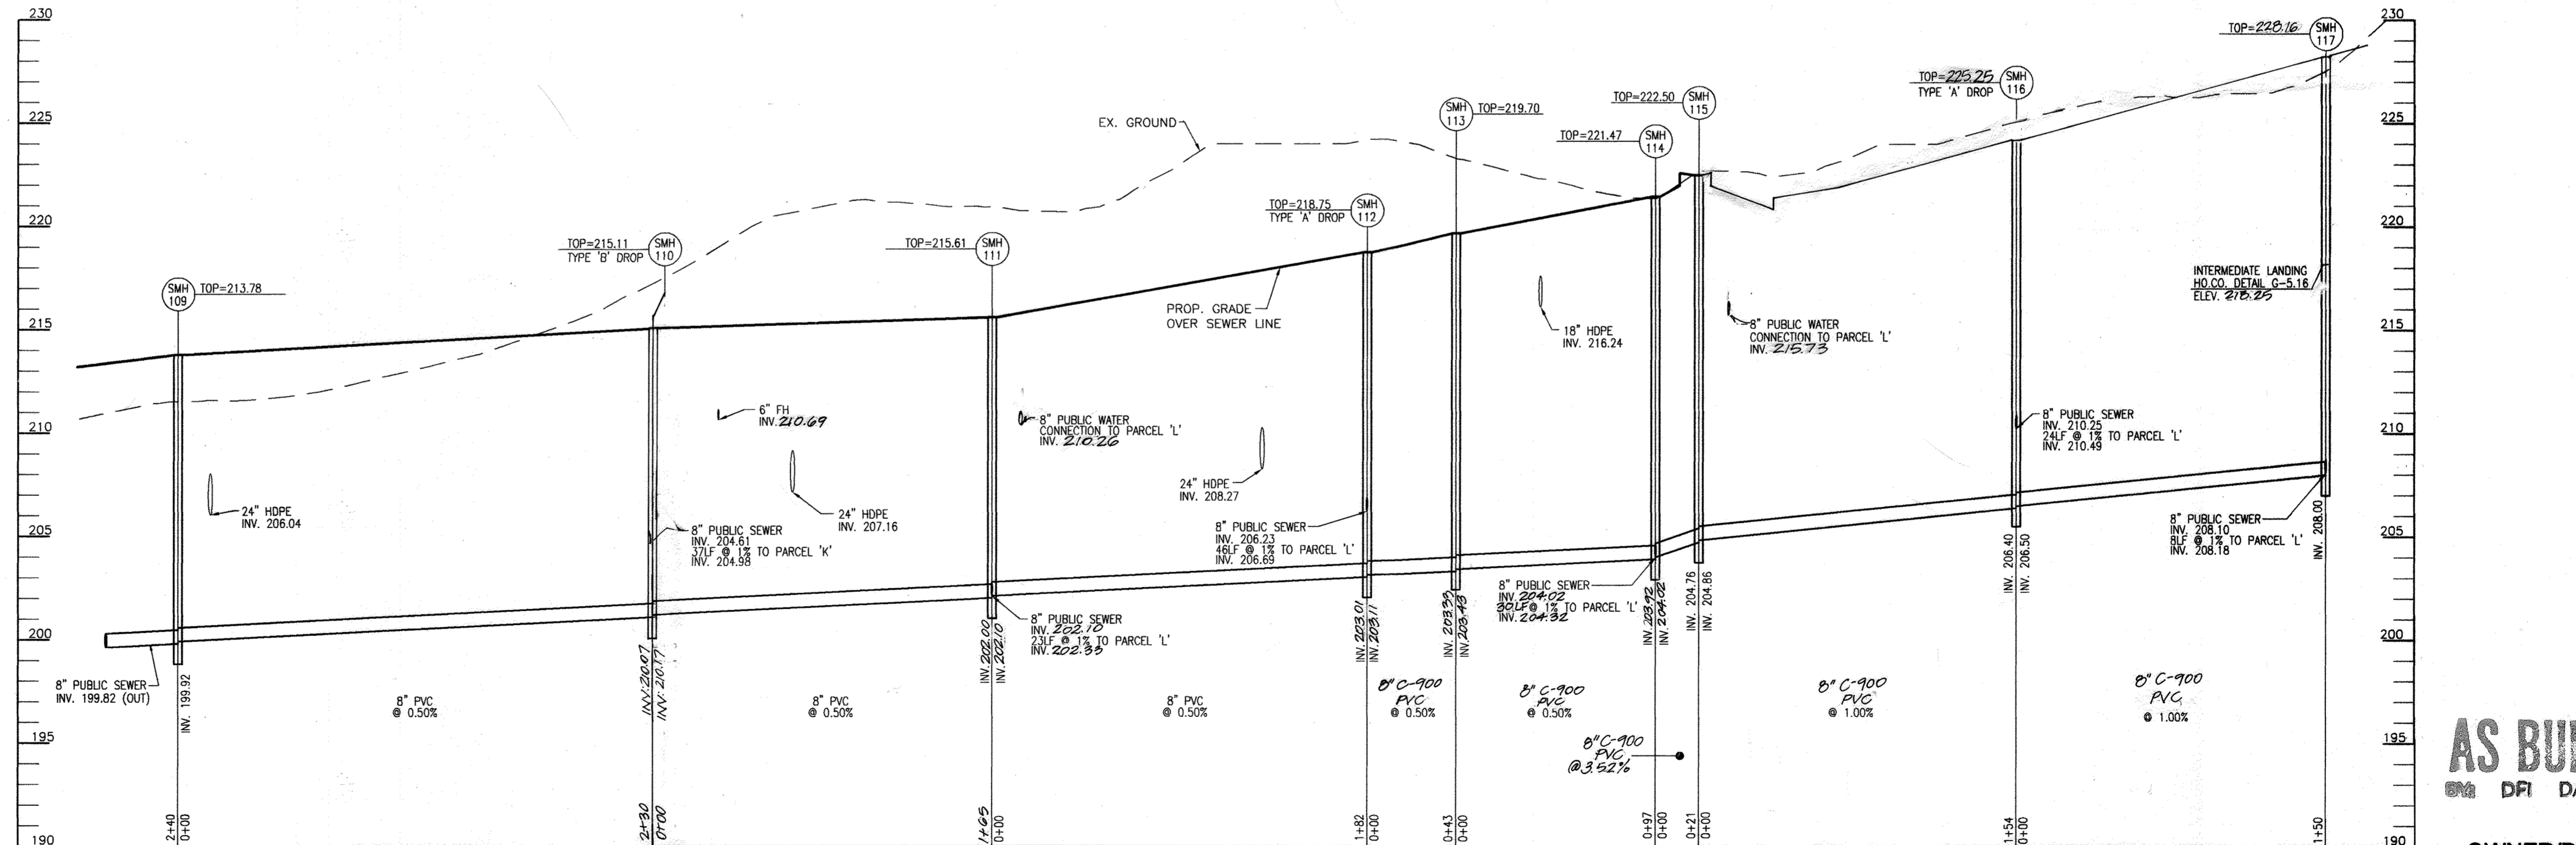 230
225
220
215
210
205
200
195
190
SMH
109
TOP=213.78
24" HDPE
INV. 206.04
8" PUBLIC SEWER
INV. 199.82 (OUT)
INV. 199.92
2+40
0+00
8" PVC
@ 0.50%
TOP=215.11
TYPE 'B' DROP
SMH
110
6" FH
INV. 210.69
24" HDPE
INV. 207.16
8" PUBLIC SEWER
INV. 204.61
37LF @ 1% TO PARCEL 'K'
INV. 204.98
INV. 210.07
INV. 210.17
2+30
0+00
8" PVC
@ 0.50%
TOP=215.61
SMH
111
8" PUBLIC WATER
CONNECTION TO PARCEL 'L'
INV. 210.26
8" PUBLIC SEWER
INV. 202.10
23LF @ 1% TO PARCEL 'L'
INV. 202.33
INV. 202.00
INV. 202.10
1+65
0+00
8" PVC
@ 0.50%
EX. GROUND
PROP. GRADE
OVER SEWER LINE
24" HDPE
INV. 208.27
TOP=218.75
TYPE 'A' DROP
SMH
112
8" PUBLIC SEWER
INV. 206.23
46LF @ 1% TO PARCEL 'L'
INV. 206.69
INV. 203.01
INV. 203.11
1+82
0+00
8" C-900
PVC
@ 0.50%
SMH
113
TOP=219.70
INV. 203.33
INV. 203.43
0+43
0+00
18" HDPE
INV. 216.24
8" C-900
PVC
@ 0.50%
TOP=221.47
SMH
114
8" PUBLIC SEWER
INV. 204.02
30LF @ 1% TO PARCEL 'L'
INV. 204.32
INV. 203.92
INV. 204.02
0+97
0+00
8" C-900
PVC
@ 3.52%
TOP=222.50
SMH
115
8" PUBLIC WATER
CONNECTION TO PARCEL 'L'
INV. 215.73
INV. 204.76
INV. 204.86
0+21
0+00
8" C-900
PVC
@ 1.00%
TOP=225.25
TYPE 'A' DROP
SMH
116
8" PUBLIC SEWER
INV. 210.25
24LF @ 1% TO PARCEL 'L'
INV. 210.49
INV. 206.40
INV. 206.50
1+54
0+00
8" C-900
PVC
@ 1.00%
TOP=228.16
SMH
117
INTERMEDIATE LANDING
HO.CO. DETAIL G-5.16
ELEV. 218.25
8" PUBLIC SEWER
INV. 208.10
8LF @ 1% TO PARCEL 'L'
INV. 208.18
INV. 208.00
1+50
230
225
220
215
210
205
200
195
190
AS BUI
DFI